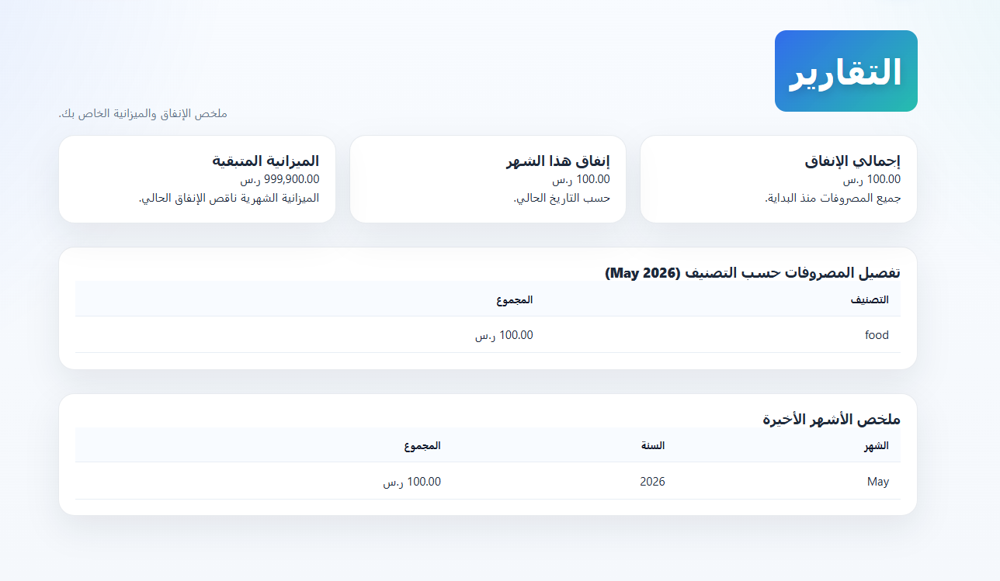 التقارير
ملخص الإنفاق والميزانية الخاص بك.
إجمالي الإنفاق
100.00 ر.س
جميع المصروفات منذ البداية.
إنفاق هذا الشهر
100.00 ر.س
حسب التاريخ الحالي.
الميزانية المتبقية
999,900.00 ر.س
الميزانية الشهرية ناقص الإنفاق الحالي.
تفصيل المصروفات حسب التصنيف (May 2026)
التصنيف المجموع
food 100.00 ر.س
ملخص الأشهر الأخيرة
الشهر السنة المجموع
May 2026 100.00 ر.س